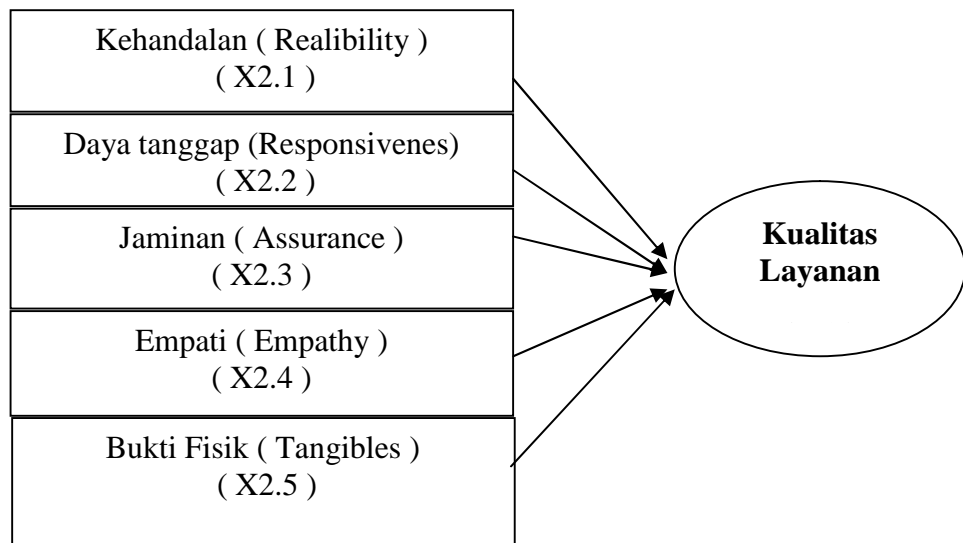 Kehandalan ( Realibility )
( X2.1 )
Daya tanggap (Responsivenes)
( X2.2 )
Jaminan ( Assurance )
( X2.3 )
Empati ( Empathy )
( X2.4 )
Bukti Fisik ( Tangibles )
( X2.5 )
Kualitas
Layanan